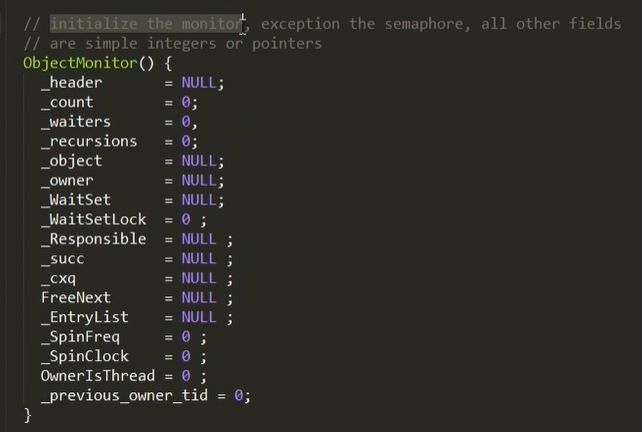 // initialize the monitor, exception the semaphore, all other fields
// are simple integers or pointers
ObjectMonitor() {
  _header       = NULL;
  _count        = 0;
  _waiters      = 0,
  _recursions   = 0;
  _object       = NULL;
  _owner        = NULL;
  _WaitSet      = NULL;
  _WaitSetLock  = 0 ;
  _Responsible  = NULL ;
  _succ         = NULL ;
  _cxq          = NULL ;
  FreeNext      = NULL ;
  _EntryList    = NULL ;
  _SpinFreq     = 0 ;
  _SpinClock    = 0 ;
  OwnerIsThread = 0 ;
  _previous_owner_tid = 0;
}